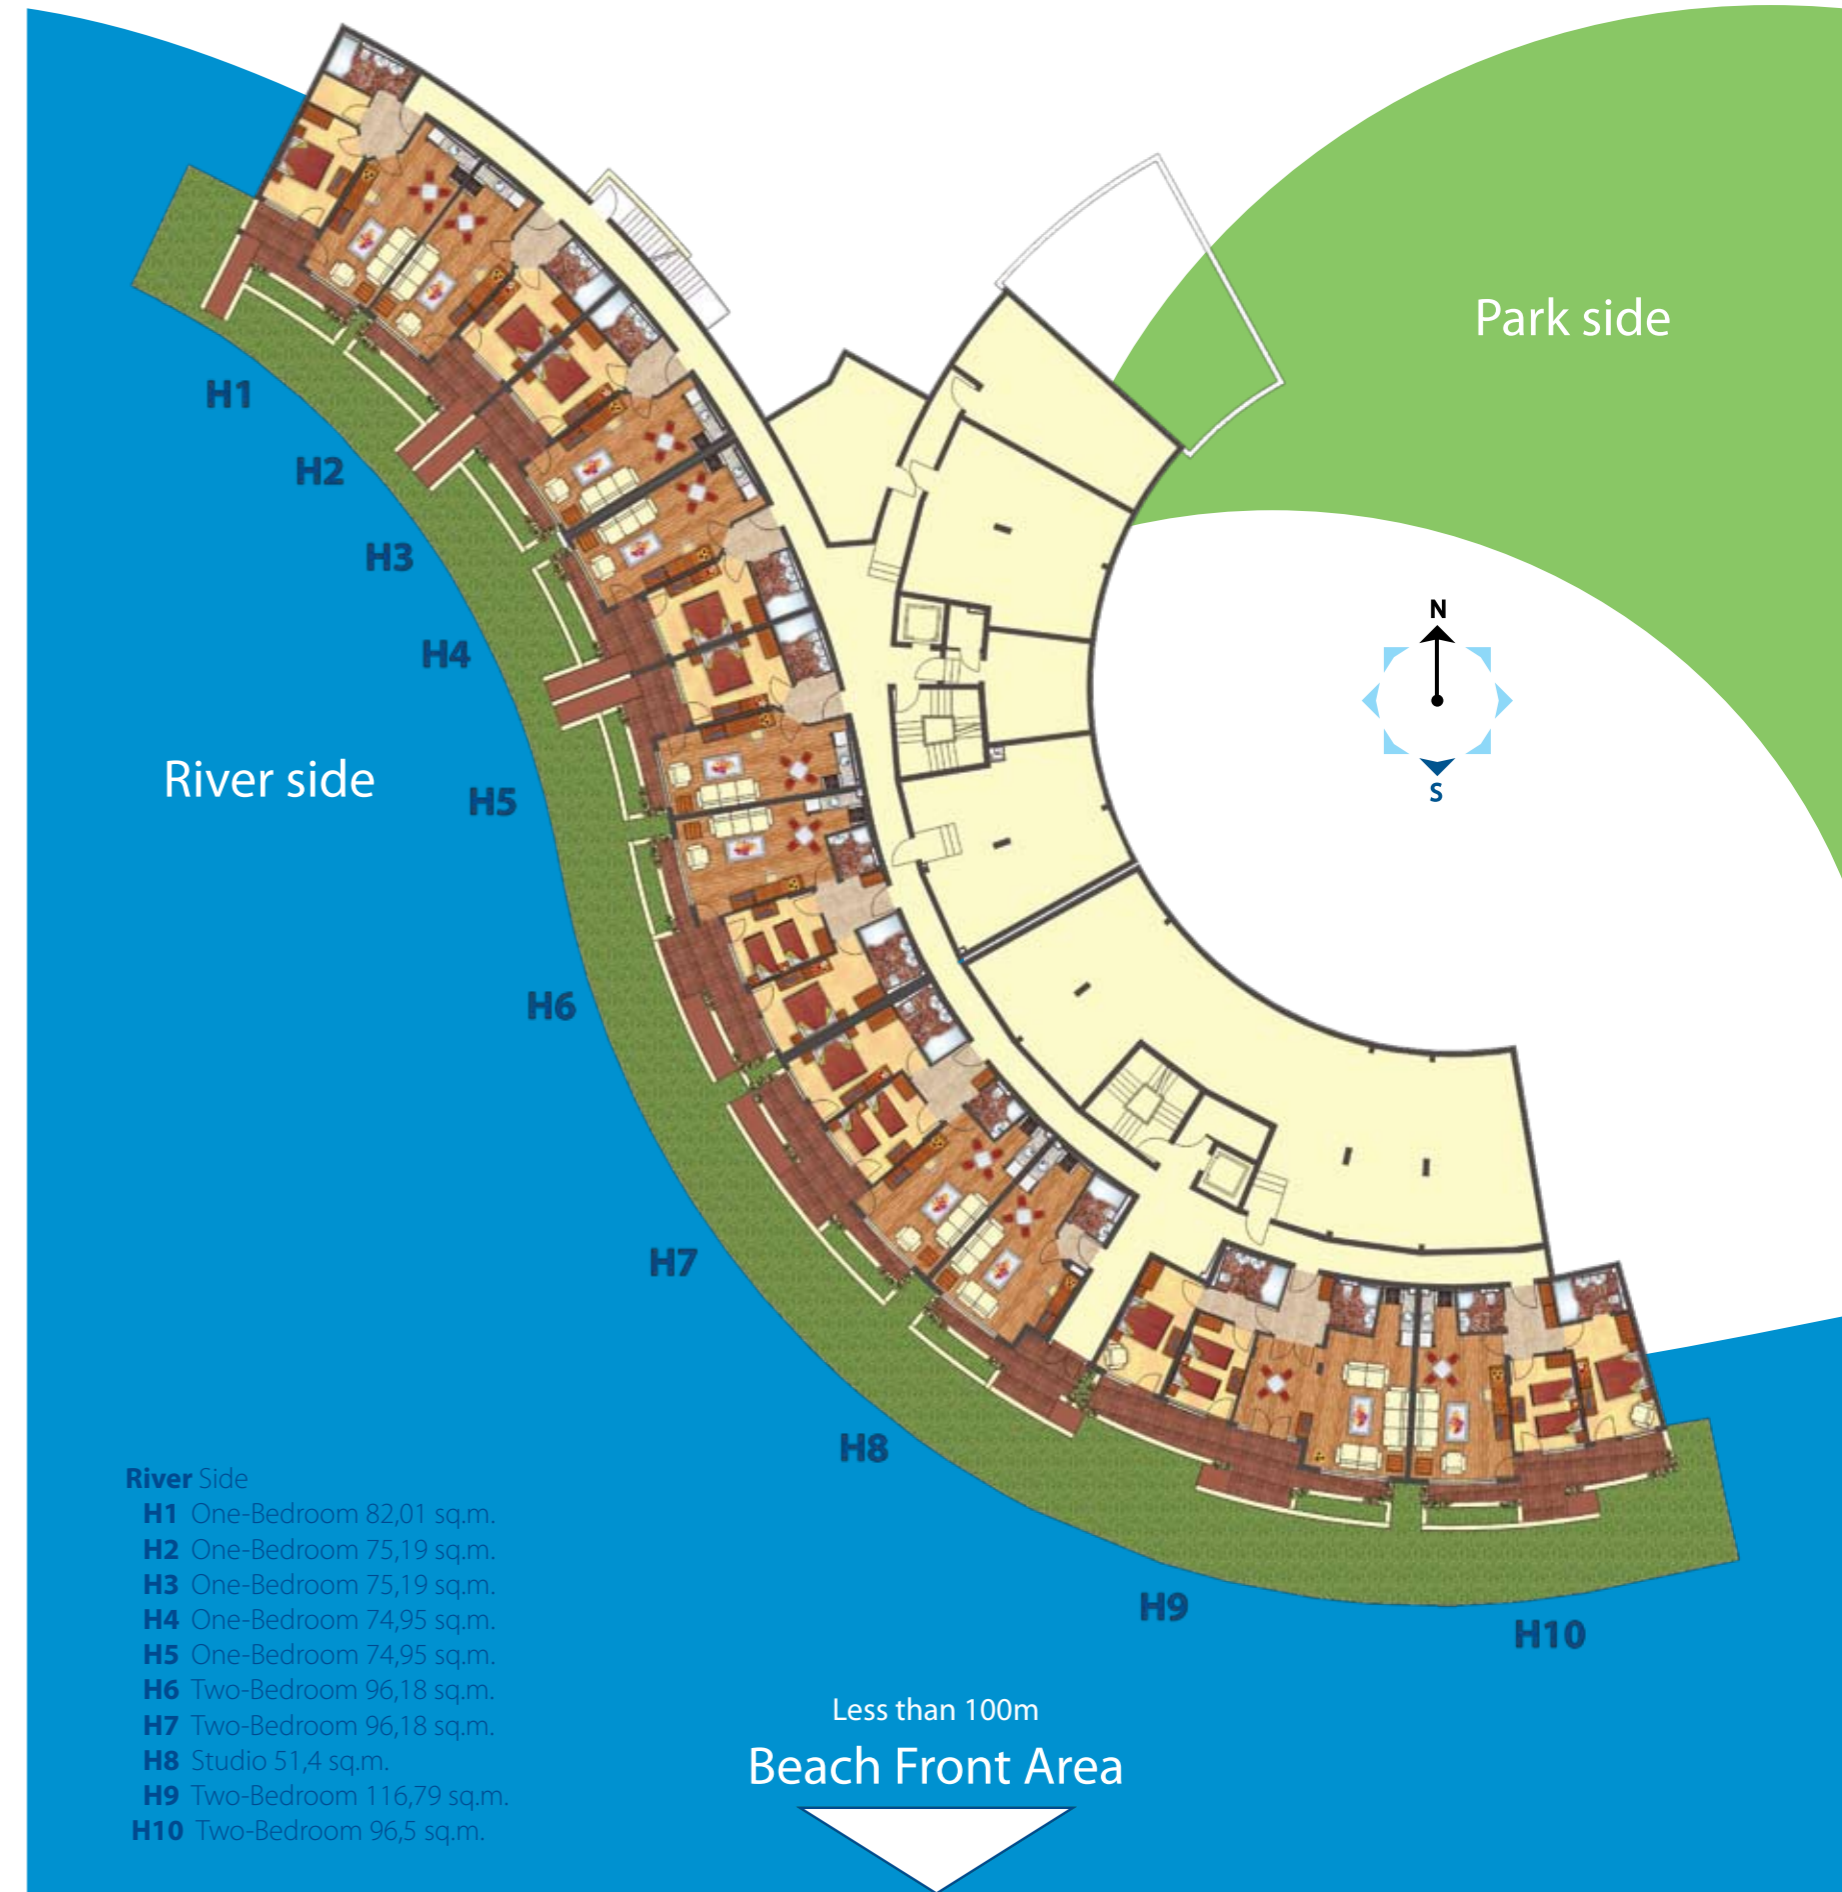 Park side
N
S
H1
H2
H3
H4
River side
H5
H6
H7
H8
H9
H10
River Side
H1 One-Bedroom 82,01 sq.m.
H2 One-Bedroom 75,19 sq.m.
H3 One-Bedroom 75,19 sq.m.
H4 One-Bedroom 74,95 sq.m.
H5 One-Bedroom 74,95 sq.m.
H6 Two-Bedroom 96,18 sq.m.
H7 Two-Bedroom 96,18 sq.m.
H8 Studio 51,4 sq.m.
H9 Two-Bedroom 116,79 sq.m.
H10 Two-Bedroom 96,5 sq.m.
Less than 100m
Beach Front Area